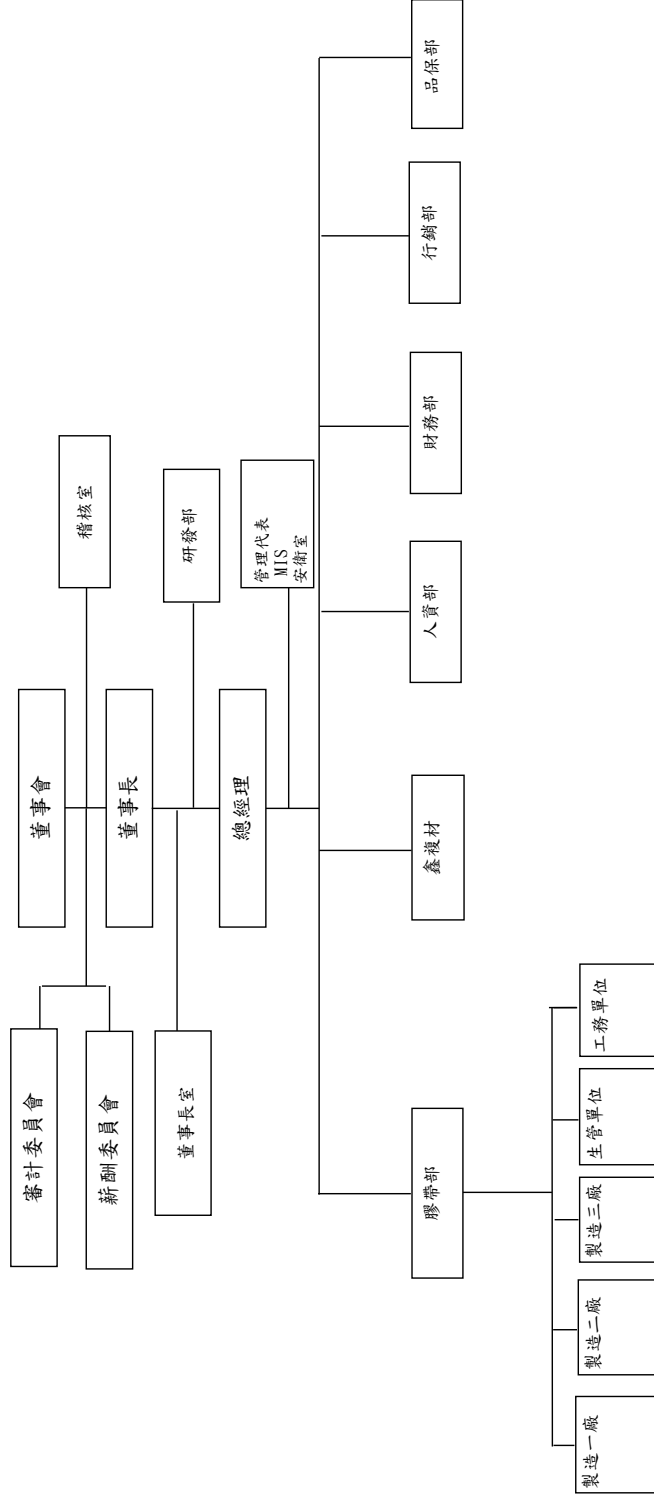 董事會
審計委員會
稽核室
薪酬委員會
董事長
研發部
董事長室
總經理
管理代表
MIS
安衛室
膠帶部
鑫複材
人資部
財務部
行銷部
品保部
製造一廠
製造二廠
製造三廠
生管單位
工務單位